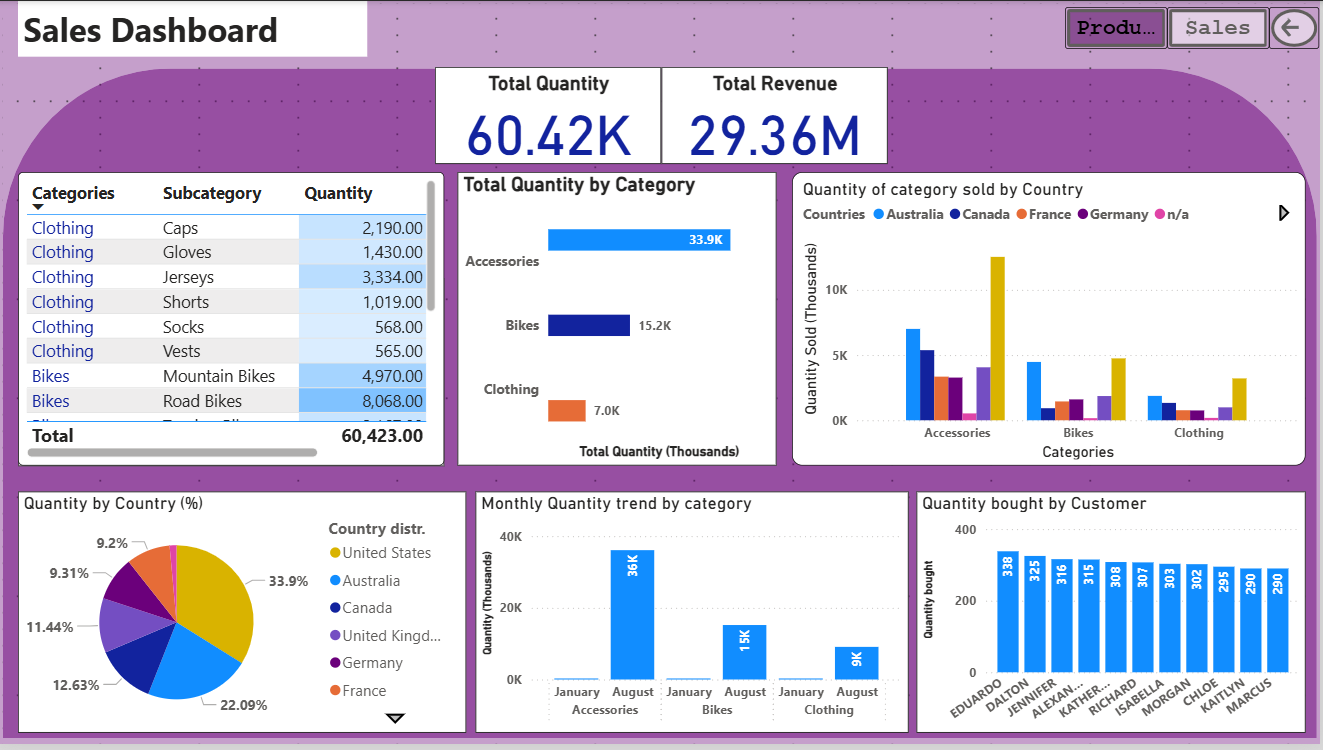 Sales Dashboard
Produ...
Sales
Total Quantity
60.42K
Total Revenue
29.36M
Categories Subcategory Quantity
Clothing Caps 2,190.00
Clothing Gloves 1,430.00
Clothing Jerseys 3,334.00
Clothing Shorts 1,019.00
Clothing Socks 568.00
Clothing Vests 565.00
Bikes Mountain Bikes 4,970.00
Bikes Road Bikes 8,068.00
Total 60,423.00
Total Quantity by Category
33.9K
Accessories
Bikes 15.2K
Clothing
7.0K
Total Quantity (Thousands)
Quantity of category sold by Country
Countries Australia Canada France Germany n/a
Quantity Sold (Thousands)
10K
5K
0K
Accessories Bikes Clothing
Categories
Quantity by Country (%)
9.2%
9.31%
11.44%
12.63%
22.09%
33.9%
Country distr.
United States
Australia
Canada
United Kingd...
Germany
France
Monthly Quantity trend by category
Quantity (Thousands)
40K
20K
0K
36K
15K
9K
January August January August January August
Accessories Bikes Clothing
Quantity bought by Customer
Quantity bought
400
200
0
338 325 316 315 308 307 303 302 295 290 290
EDUARDO DALTON JENNIFER ALEXAN... KATHER... RICHARD ISABELLA MORGAN CHLOE KAITLYN MARCUS